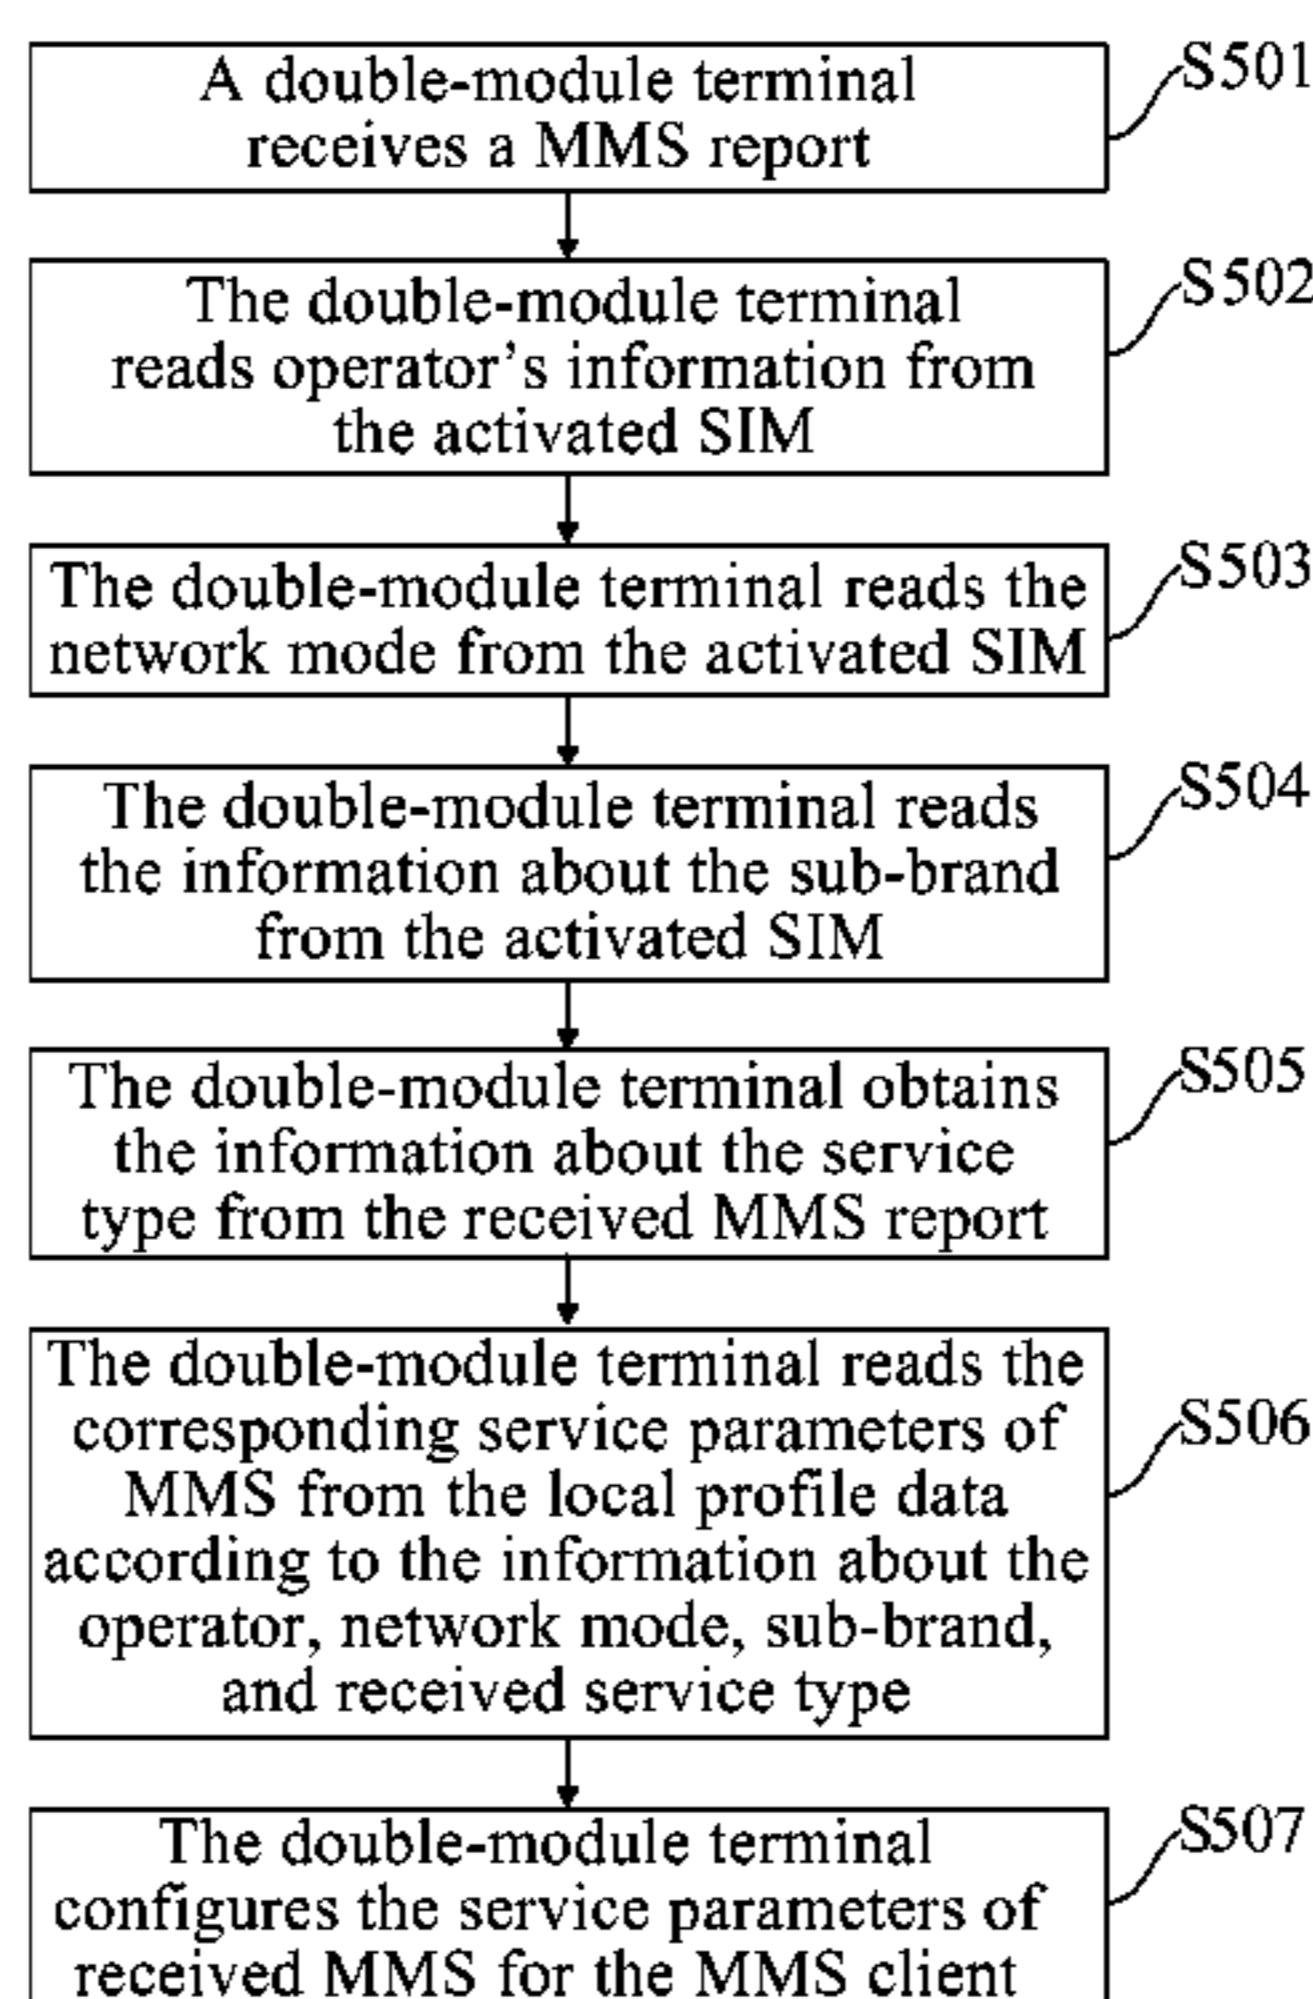 A double-module terminal
receives a MMS report
S501
The double-module terminal
reads operator's information from
the activated SIM
S502
The double-module terminal reads the
network mode from the activated SIM
S503
The double-module terminal reads
the information about the sub-brand
from the activated SIM
S504
The double-module terminal obtains
the information about the service
type from the received MMS report
S505
The double-module terminal reads the
corresponding service parameters of
MMS from the local profile data
according to the information about the
operator, network mode, sub-brand,
and received service type
S506
The double-module terminal
configures the service parameters of
received MMS for the MMS client
S507